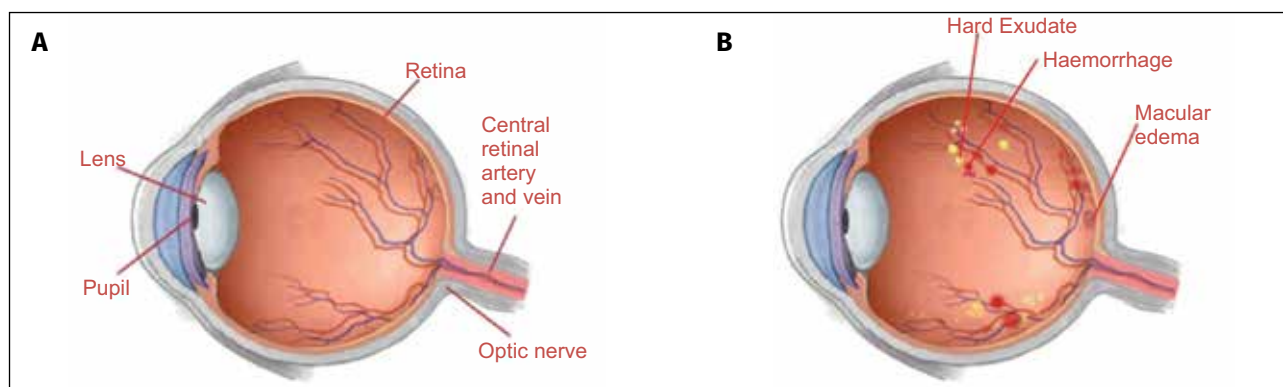 A
Retina
Central
retinal
artery
and vein
Lens
Pupil
Optic nerve
B
Hard Exudate
Haemorrhage
Macular
edema